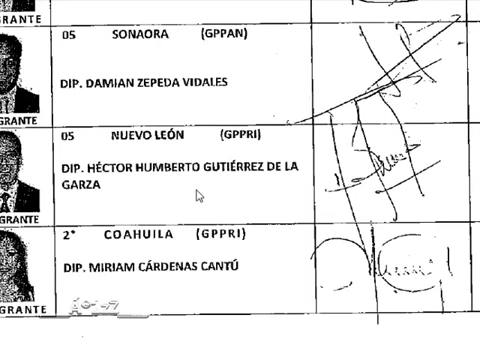 GRANTE
05 SONAORA (GPPAN)
DIP. DAMIAN ZEPEDA VIDALES
GRANTE
05 NUEVO LEÓN (GPPRI)
DIP. HÉCTOR HUMBERTO GUTIÉRREZ DE LA
GARZA
GRANTE
2° COAHUILA (GPPRI)
DIP. MIRIAM CÁRDENAS CANTÚ
GRANTE